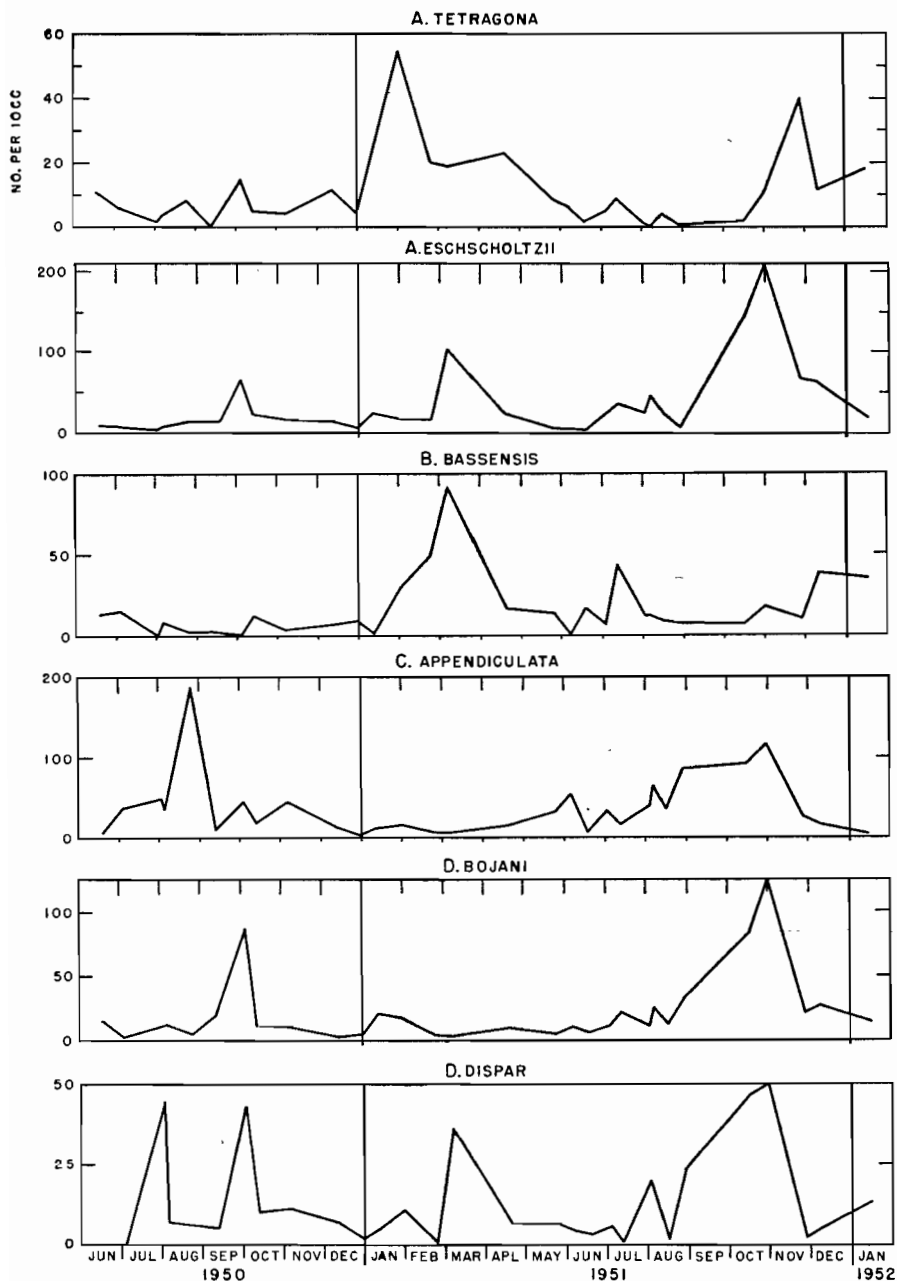 A. TETRAGONA
60
40
20
0
NO. PER 10CC
A. ESCHSCHOLTZII
200
100
0
B. BASSENSIS
100
50
0
C. APPENDICULATA
200
100
0
D. BOJANI
100
50
0
D. DISPAR
50
25
0
JUN JUL AUG SEP OCT NOV DEC JAN FEB MAR APL MAY JUN JUL AUG SEP OCT NOV DEC JAN
1950 1951 1952